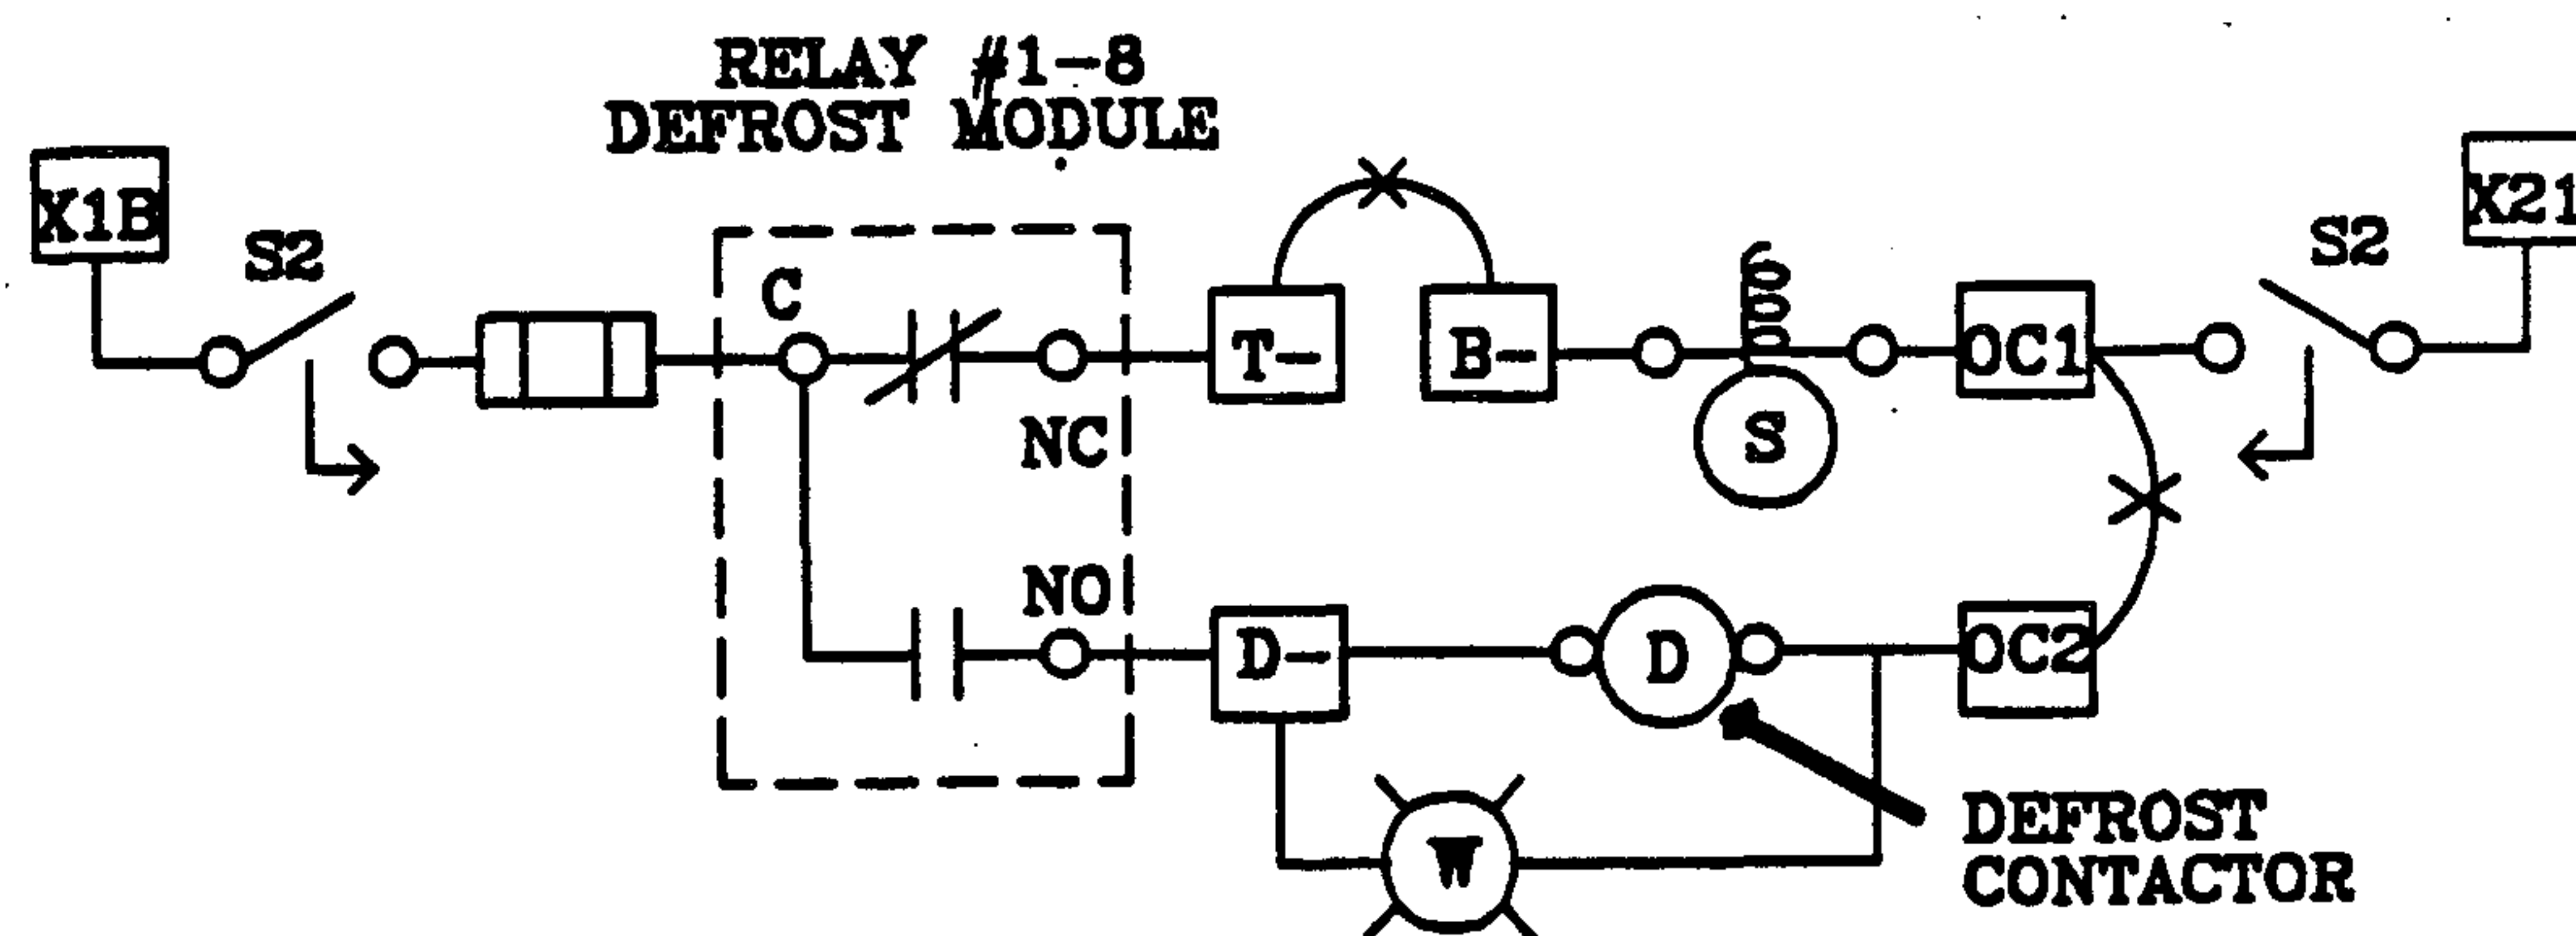 RELAY #1-8
DEFROST MODULE
X1B
S2
C
NC
NO
T-
B-
S
OC1
S2
X21
D-
D
OC2
W
DEFROST
CONTACTOR